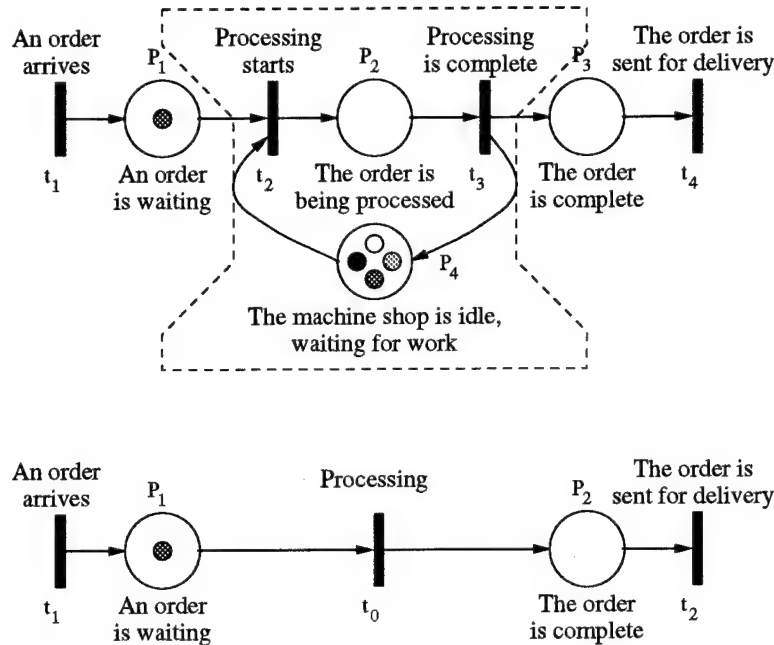 An order
arrives
P1
Processing
starts
P2
Processing
is complete
P3
The order is
sent for delivery
t1
An order
is waiting
t2
The order is
being processed
t3
The order
is complete
t4
P4
The machine shop is idle,
waiting for work
An order
arrives
P1
Processing
P2
The order is
sent for delivery
t1
An order
is waiting
t0
The order
is complete
t2